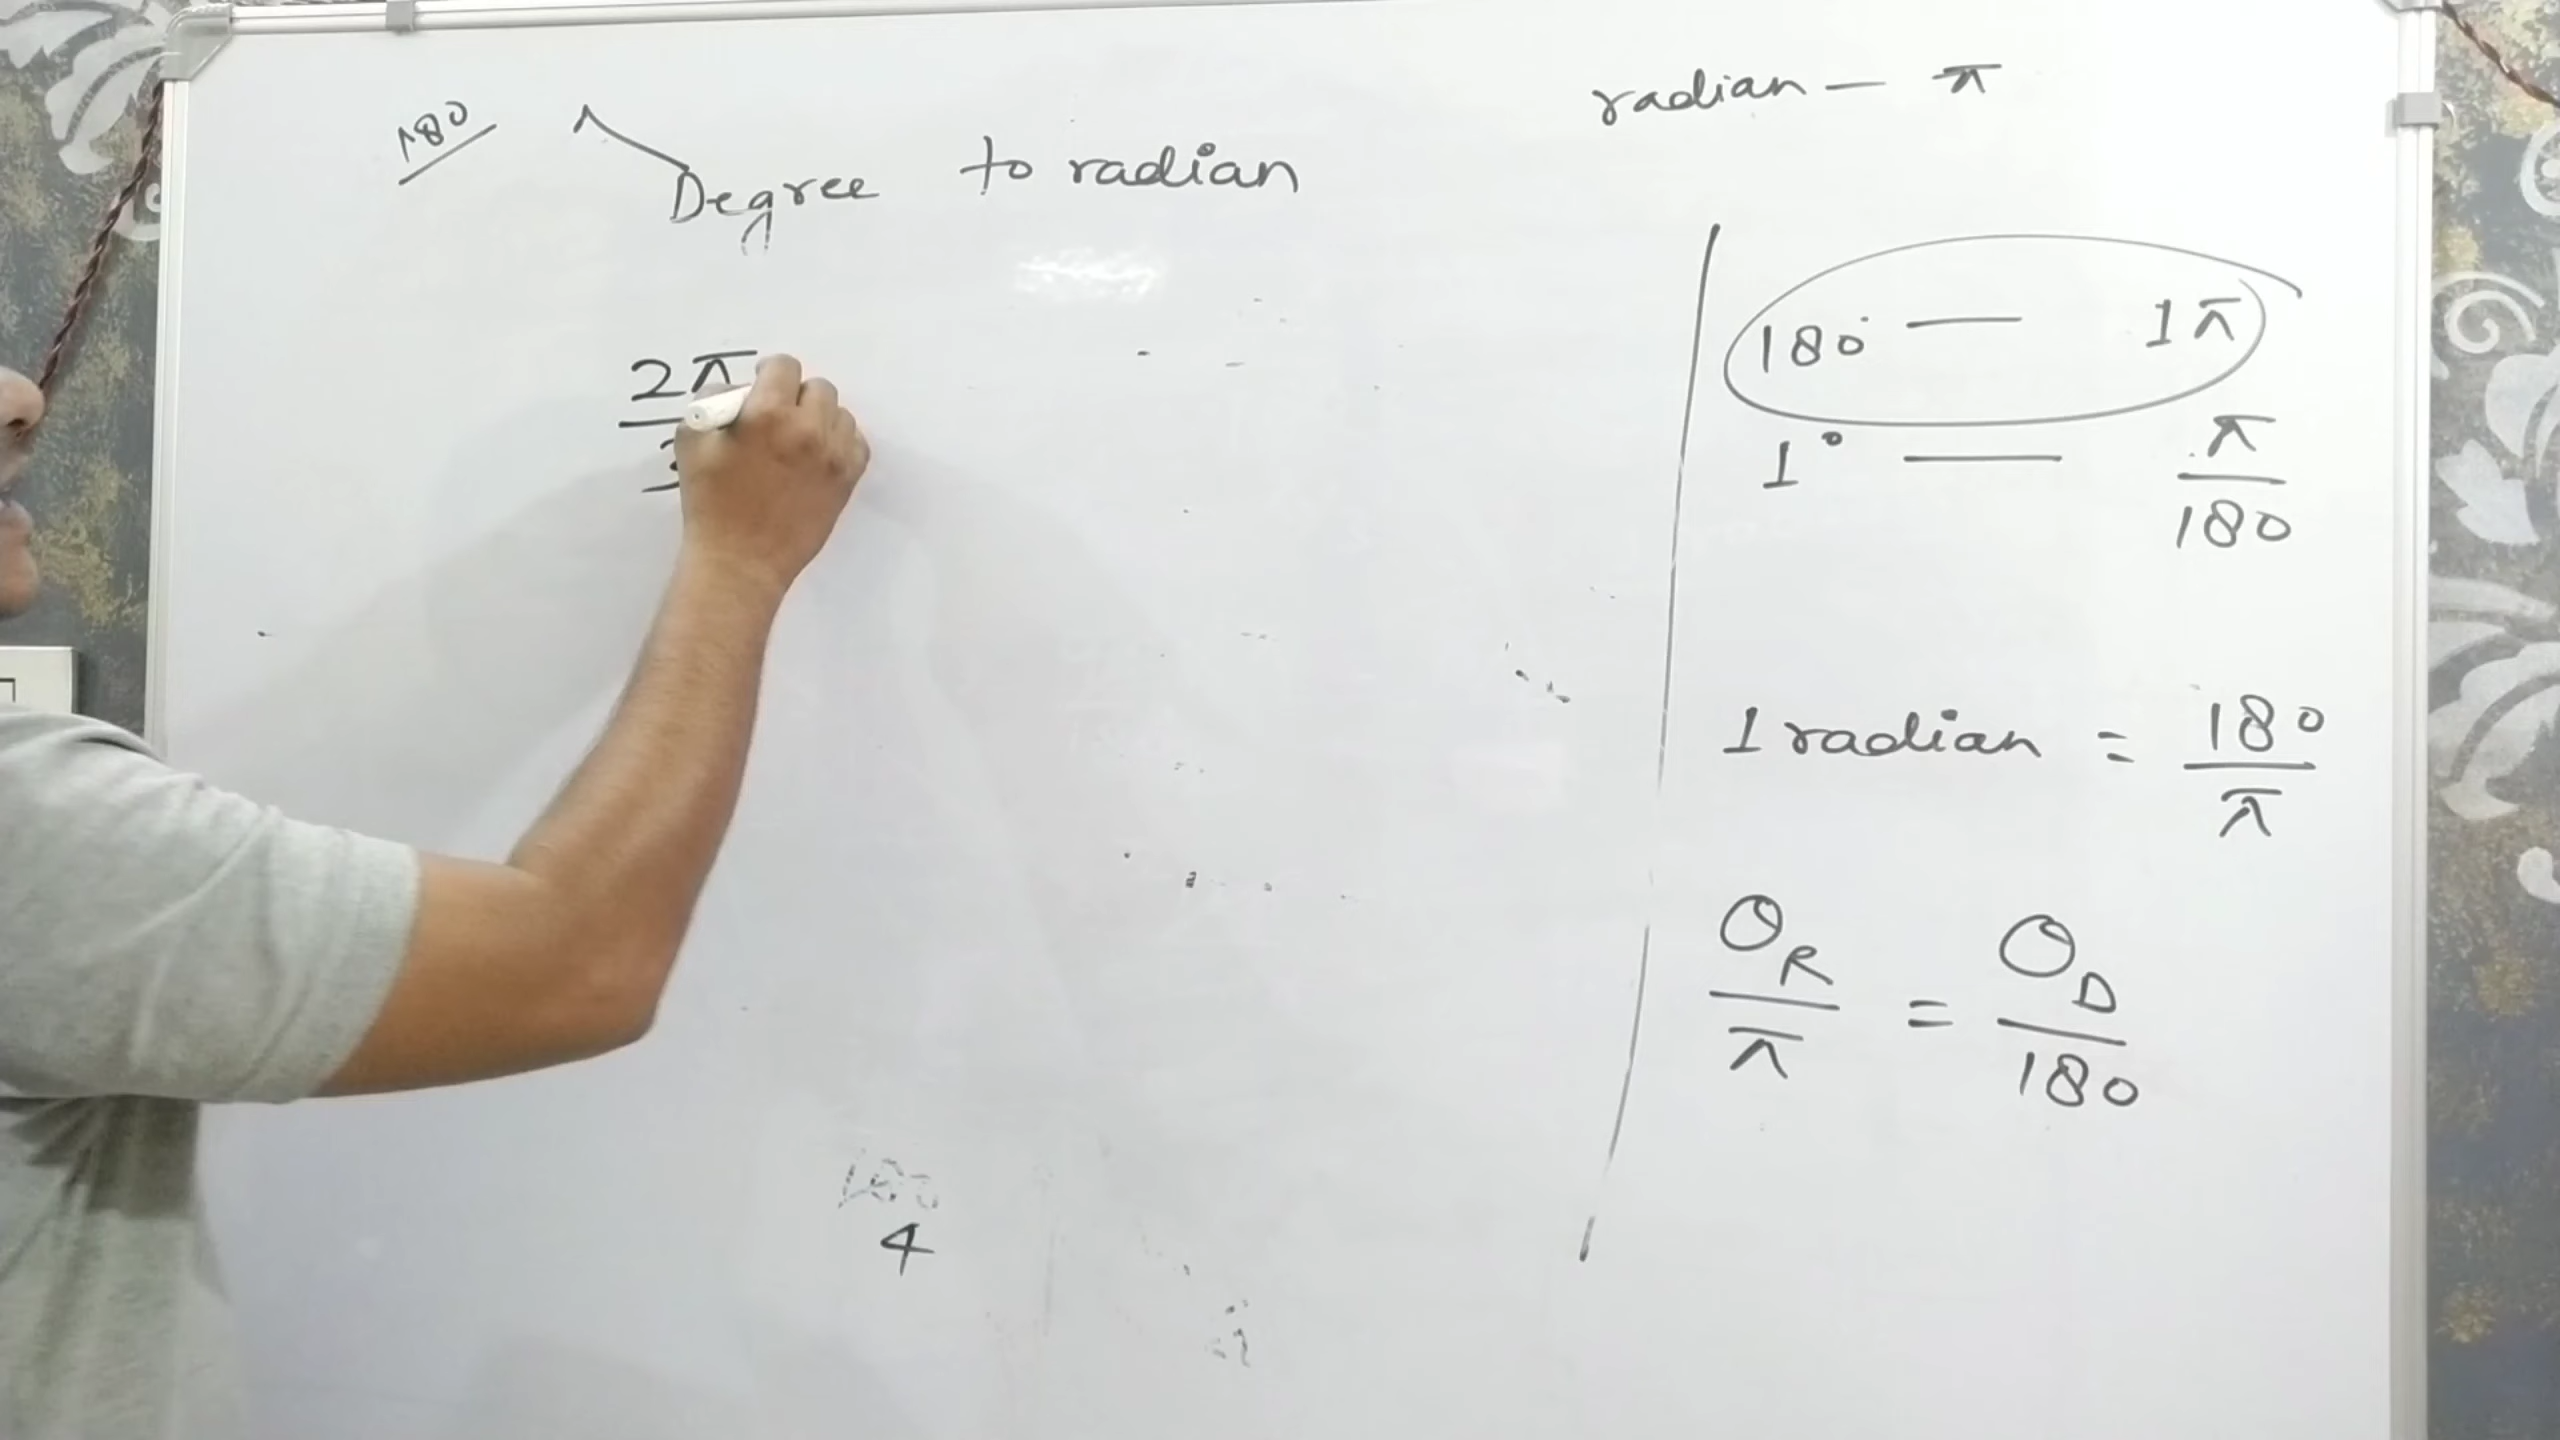 radian — π
180
Degree to radian
180° — 1π
2π
3
1° — π/180
1 radian = 180/π
θR/π = θD/180
4